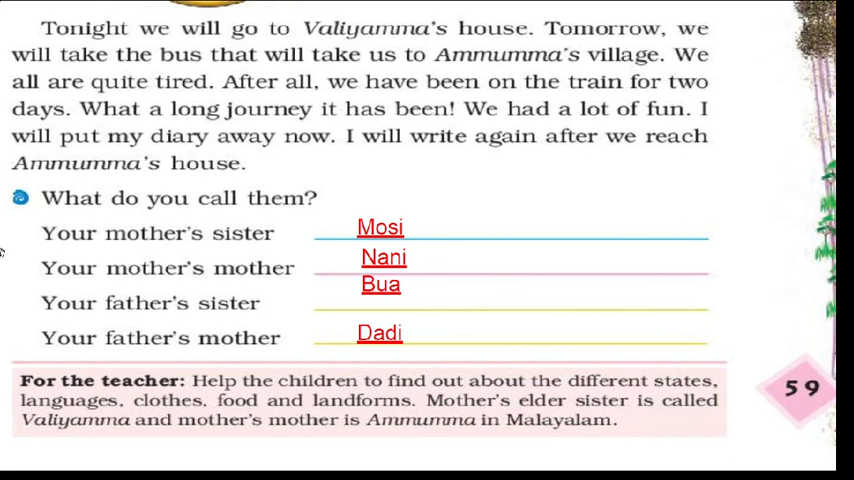 Tonight we will go to Valiyamma's house. Tomorrow, we
will take the bus that will take us to Ammumma's village. We
all are quite tired. After all, we have been on the train for two
days. What a long journey it has been! We had a lot of fun. I
will put my diary away now. I will write again after we reach
Ammumma's house.
What do you call them?
Your mother's sister Mosi
Your mother's mother Nani
Your father's sister Bua
Your father's mother Dadi
For the teacher: Help the children to find out about the different states,
languages, clothes, food and landforms. Mother's elder sister is called
Valiyamma and mother's mother is Ammumma in Malayalam.
59